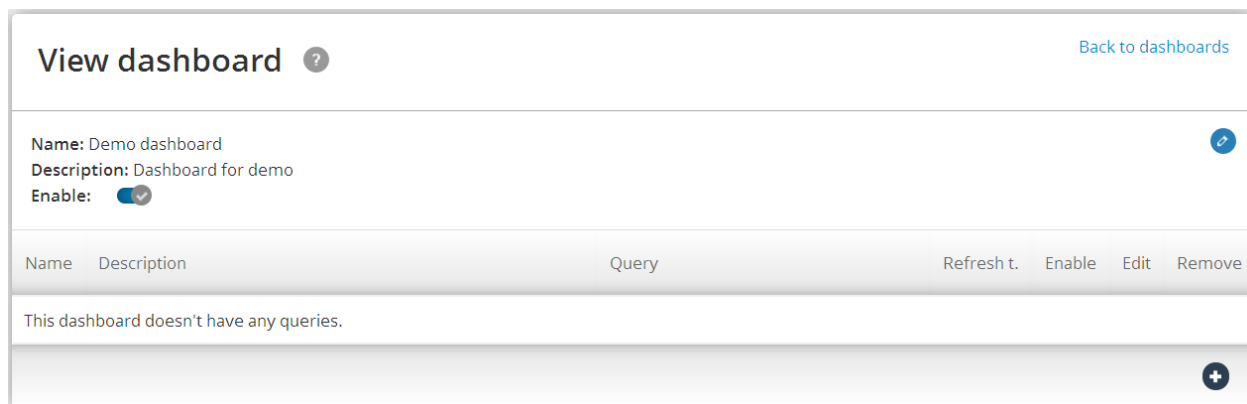 View dashboard ?
Back to dashboards
Name: Demo dashboard
Description: Dashboard for demo
Enable:
Name Description Query Refresh t. Enable Edit Remove
This dashboard doesn't have any queries.